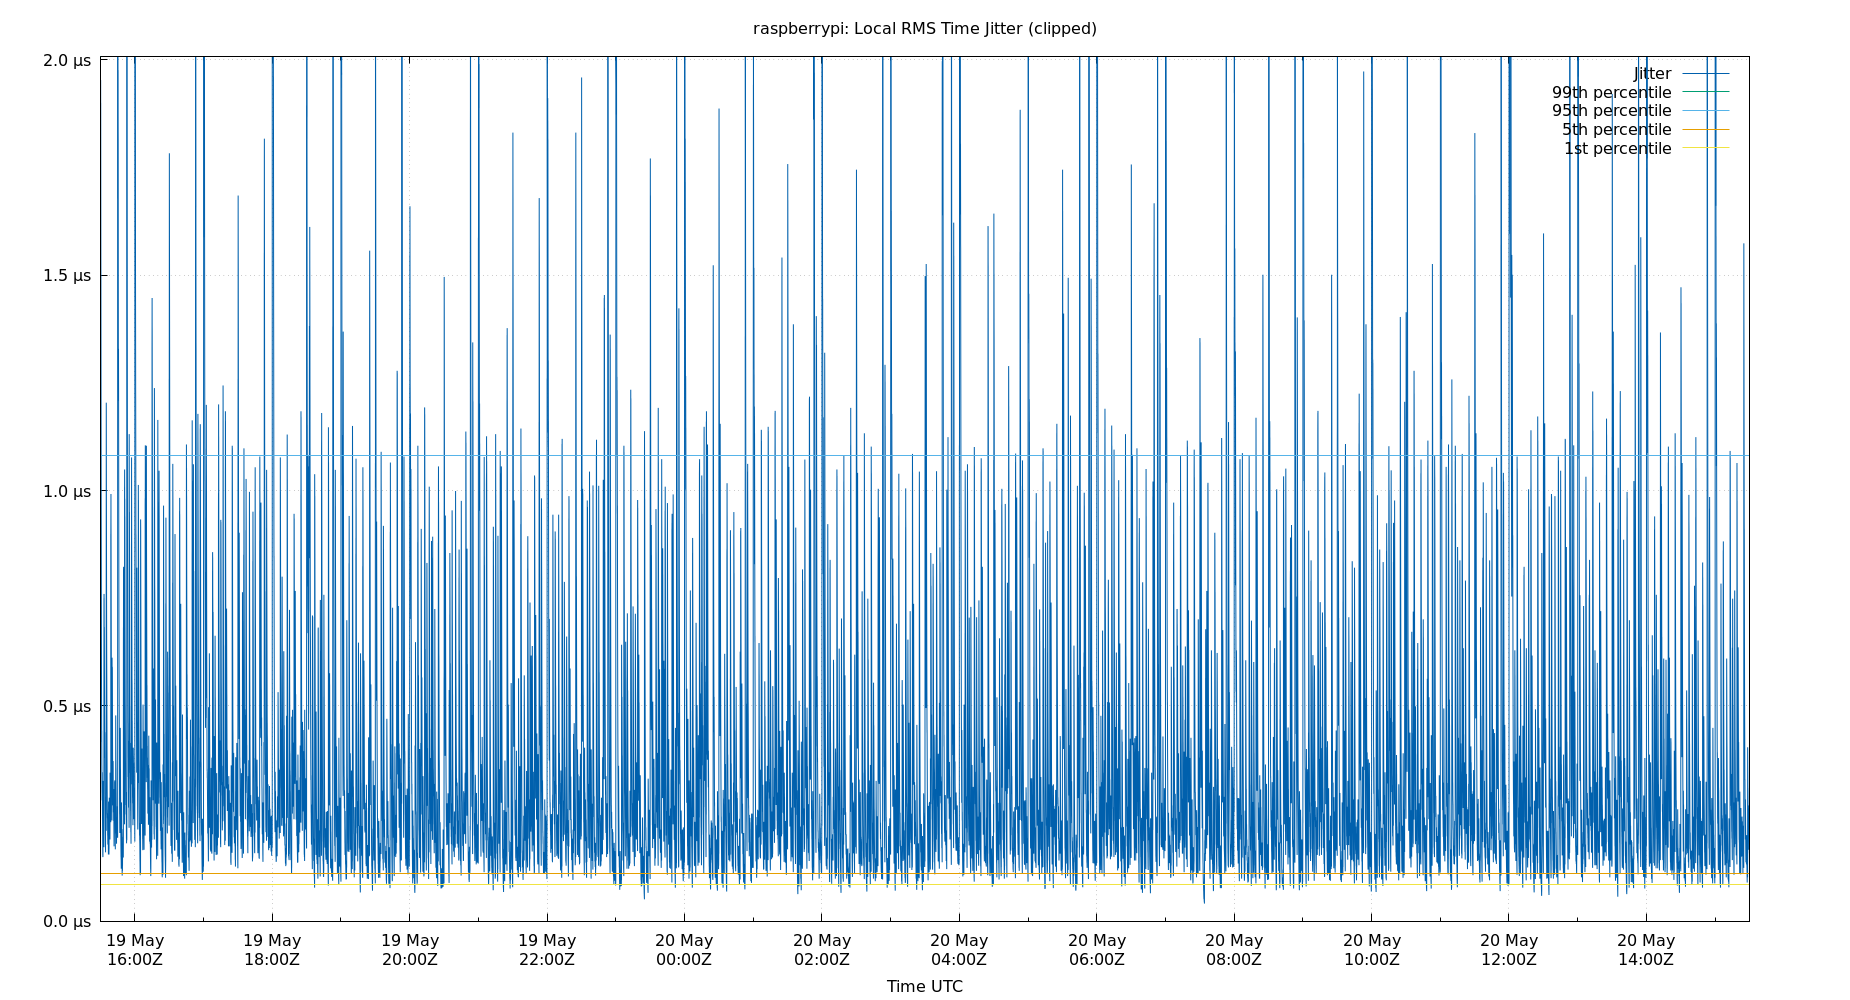 raspberrypi: Local RMS Time Jitter (clipped)
2.0 µs
1.5 µs
1.0 µs
0.5 µs
0.0 µs
Jitter
99th percentile
95th percentile
5th percentile
1st percentile
19 May 19 May 19 May 19 May 20 May 20 May 20 May 20 May 20 May 20 May 20 May 20 May
16:00Z 18:00Z 20:00Z 22:00Z 00:00Z 02:00Z 04:00Z 06:00Z 08:00Z 10:00Z 12:00Z 14:00Z
Time UTC